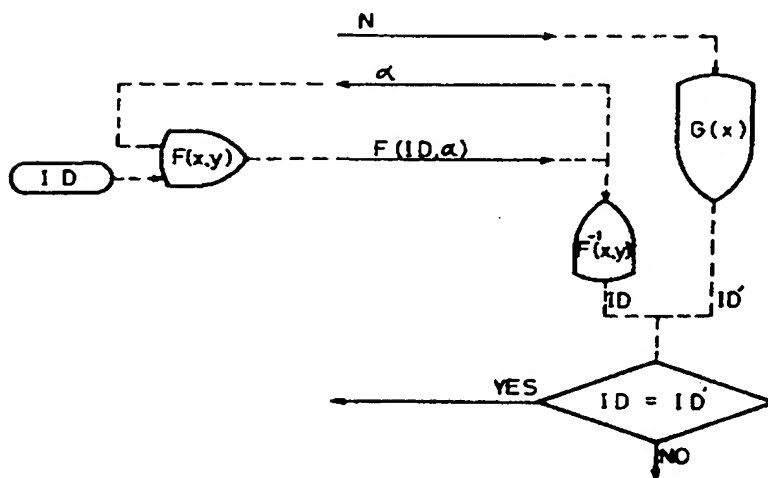 N
α
G(x)
F(x,y)
F(ID,α)
ID
F⁻¹(x,y)
ID
ID′
YES
ID = ID′
NO